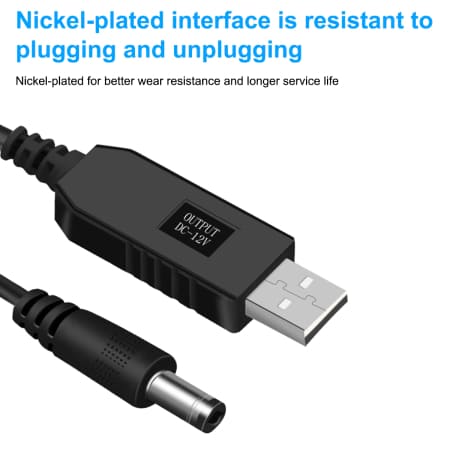 Nickel-plated interface is resistant to
plugging and unplugging
Nickel-plated for better wear resistance and longer service life
OUTPUT
DC-12V